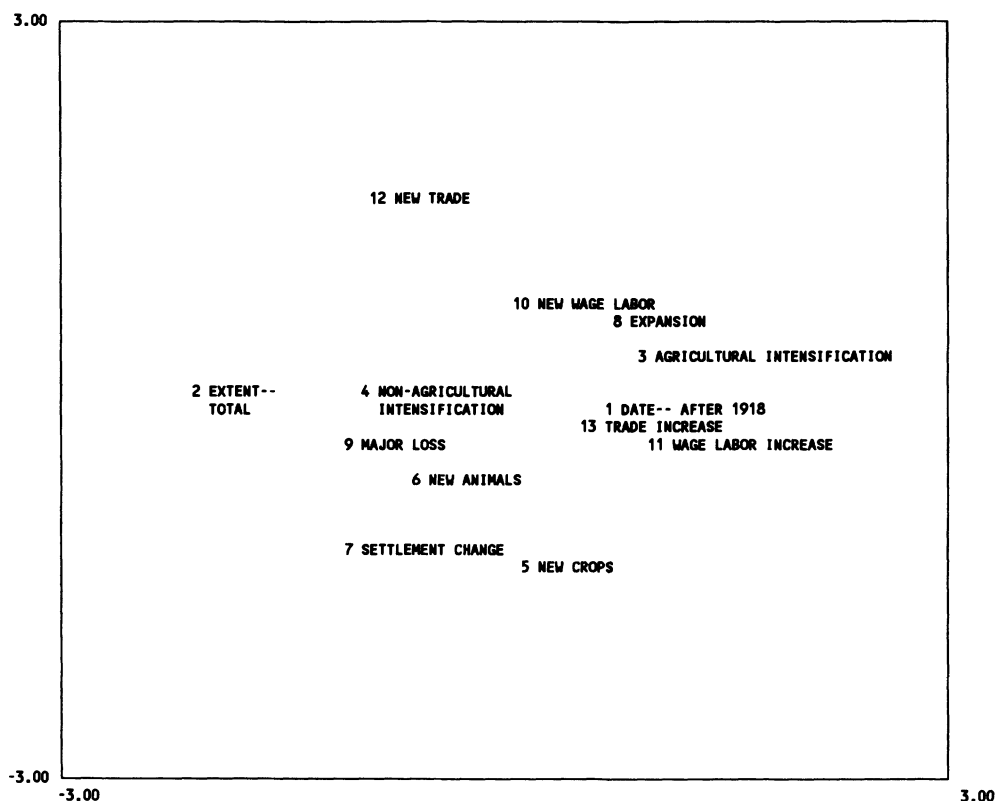 3.00
12 NEW TRADE
10 NEW WAGE LABOR
8 EXPANSION
3 AGRICULTURAL INTENSIFICATION
2 EXTENT--
TOTAL
4 NON-AGRICULTURAL
INTENSIFICATION
1 DATE-- AFTER 1918
13 TRADE INCREASE
9 MAJOR LOSS
11 WAGE LABOR INCREASE
6 NEW ANIMALS
7 SETTLEMENT CHANGE
5 NEW CROPS
-3.00
-3.00
3.00